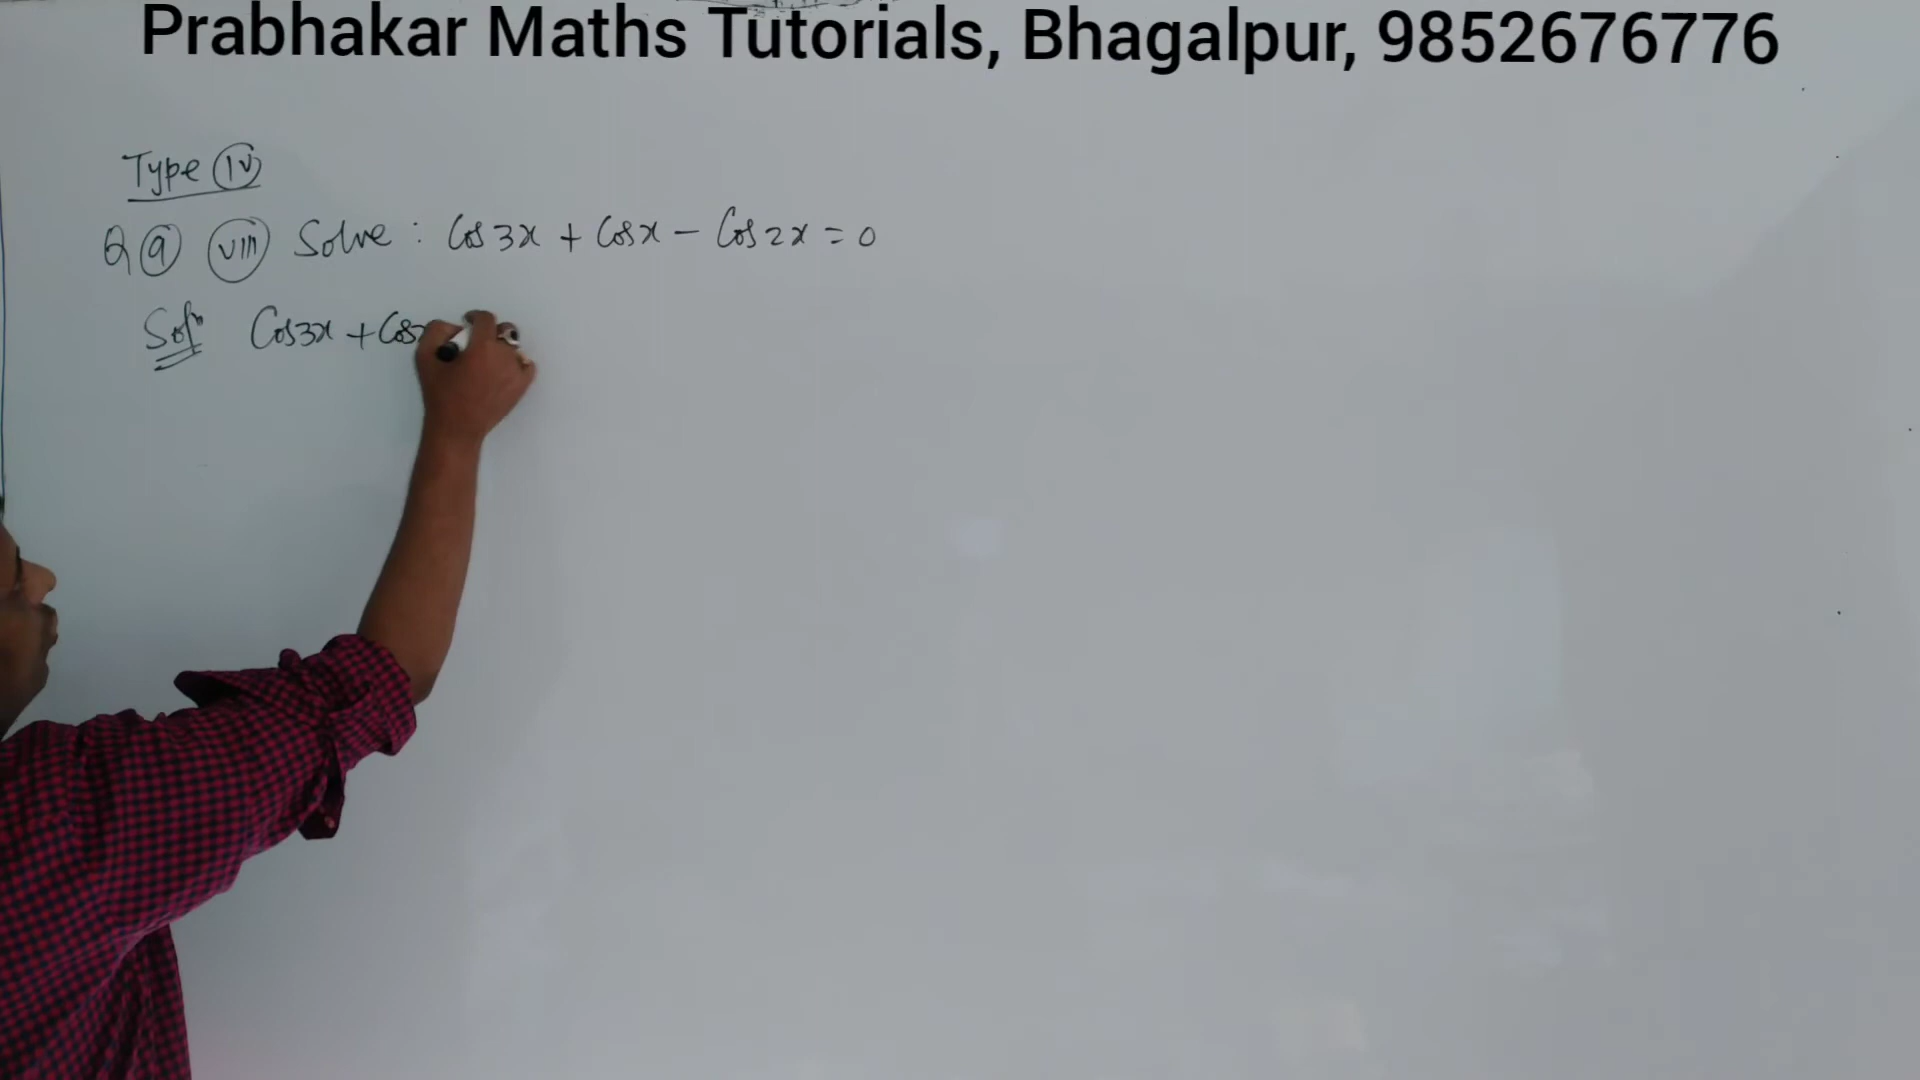 Prabhakar Maths Tutorials, Bhagalpur, 9852676776
Type (IV)
Q (9) (VIII) Solve : Cos 3x + Cos x - Cos 2x = 0
Solⁿ Cos3x + Cos